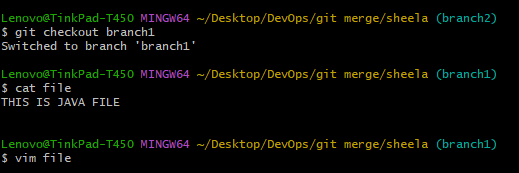 Lenovo@TinkPad-T450 MINGW64 ~/Desktop/DevOps/git merge/sheela (branch2)
$ git checkout branch1
Switched to branch 'branch1'
Lenovo@TinkPad-T450 MINGW64 ~/Desktop/DevOps/git merge/sheela (branch1)
$ cat file
THIS IS JAVA FILE
Lenovo@TinkPad-T450 MINGW64 ~/Desktop/DevOps/git merge/sheela (branch1)
$ vim file